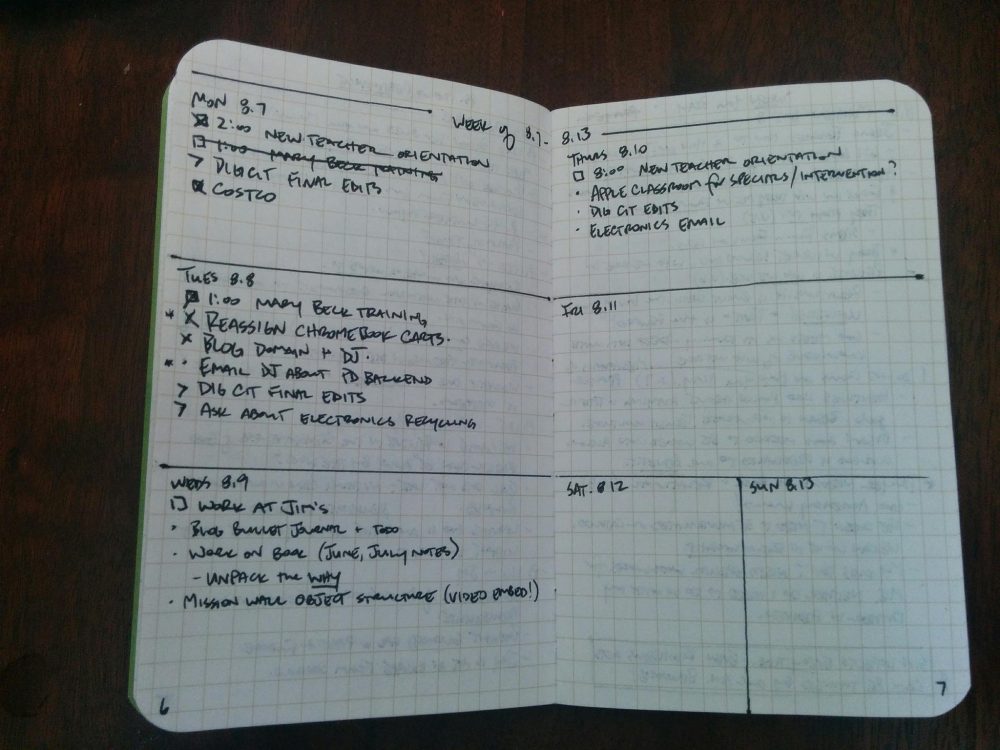 WEEK of 8.7 - 8.13
MON 8.7
2:00 NEW TEACHER ORIENTATION
1:00 MARY BECK TRAINING
> DIG CIT FINAL EDITS
COSTCO
TUES 8.8
1:00 MARY BECK TRAINING
* X REASSIGN CHROMEBOOK CARTS.
X BLOG DOMAIN + DJ.
* · EMAIL DJ ABOUT PD BACKEND
> DIG CIT FINAL EDITS
> ASK ABOUT ELECTRONICS RECYCLING
WEDS 8.9
WORK AT JIM'S
· BLOG BULLET JOURNAL + TODO
· WORK ON BOOK (JUNE, JULY NOTES)
- UNPACK the WHY
· MISSION WALL OBJECT STRUCTURE (VIDEO EMBED!)
6
THURS 8.10
8:00 NEW TEACHER ORIENTATION
· APPLE CLASSROOM for SPECIALS/INTERVENTION?
· DIG CIT EDITS
· ELECTRONICS EMAIL
FRI 8.11
SAT. 8.12
SUN 8.13
7